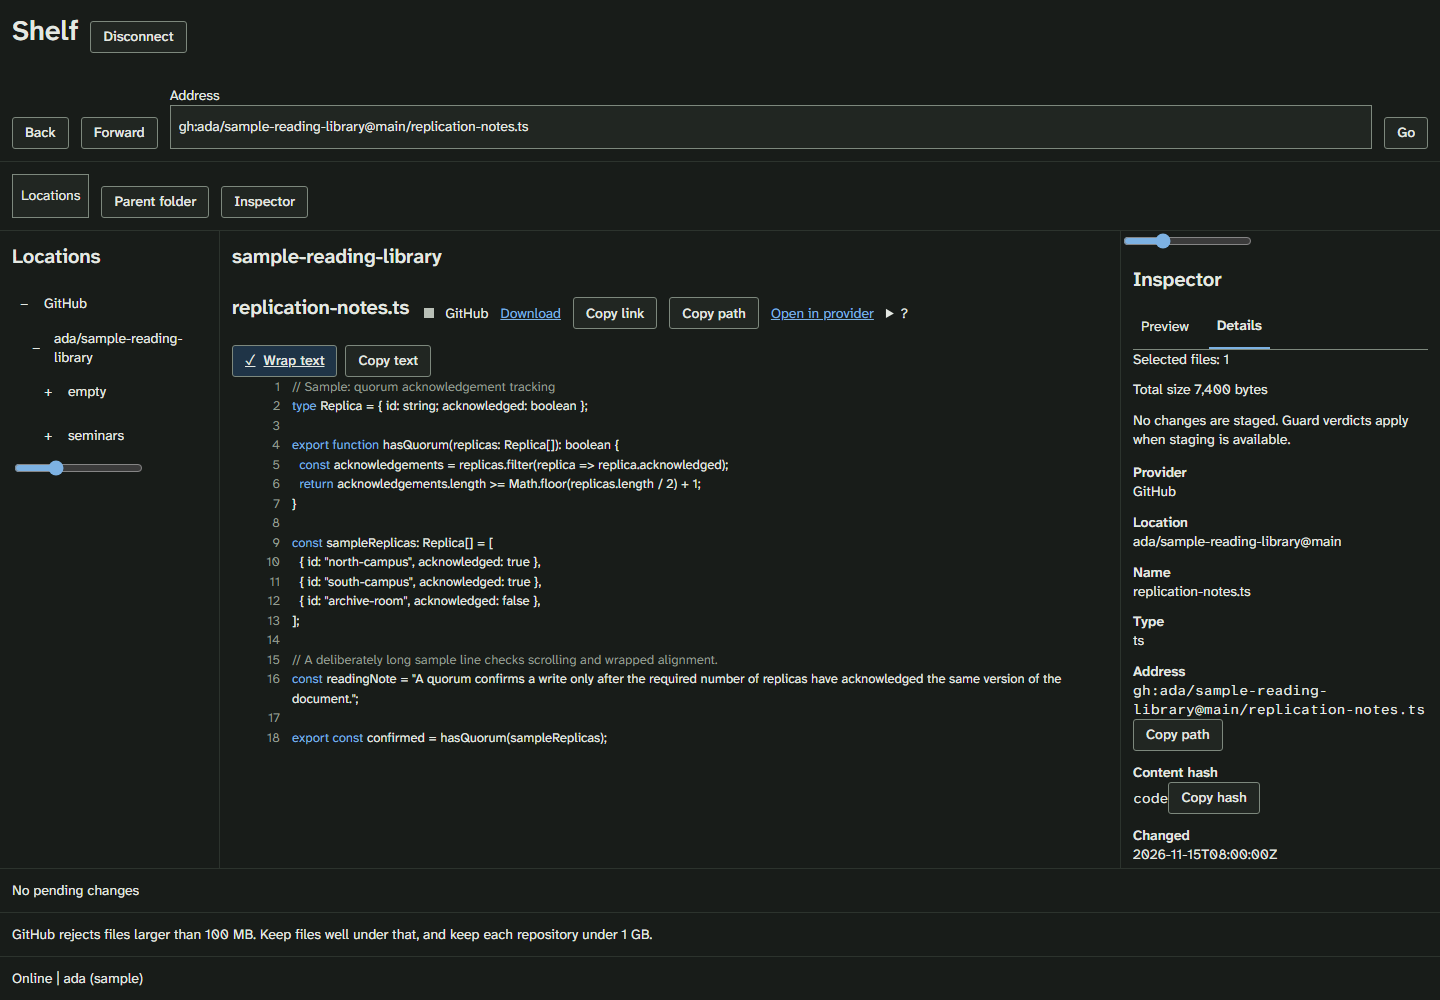 Shelf
Disconnect
Address
Back
Forward
gh:ada/sample-reading-library@main/replication-notes.ts
Go
Locations
Parent folder
Inspector
Locations
− GitHub
− ada/sample-reading-
library
+ empty
+ seminars
sample-reading-library
replication-notes.ts
GitHub
Download
Copy link
Copy path
Open in provider
▶ ?
✓ Wrap text
Copy text
1 // Sample: quorum acknowledgement tracking
2 type Replica = { id: string; acknowledged: boolean };
3
4 export function hasQuorum(replicas: Replica[]): boolean {
5   const acknowledgements = replicas.filter(replica => replica.acknowledged);
6   return acknowledgements.length >= Math.floor(replicas.length / 2) + 1;
7 }
8
9 const sampleReplicas: Replica[] = [
10   { id: "north-campus", acknowledged: true },
11   { id: "south-campus", acknowledged: true },
12   { id: "archive-room", acknowledged: false },
13 ];
14
15 // A deliberately long sample line checks scrolling and wrapped alignment.
16 const readingNote = "A quorum confirms a write only after the required number of replicas have acknowledged the same version of the
document.";
17
18 export const confirmed = hasQuorum(sampleReplicas);
Inspector
Preview
Details
Selected files: 1
Total size 7,400 bytes
No changes are staged. Guard verdicts apply
when staging is available.
Provider
GitHub
Location
ada/sample-reading-library@main
Name
replication-notes.ts
Type
ts
Address
gh:ada/sample-reading-
library@main/replication-notes.ts
Copy path
Content hash
code
Copy hash
Changed
2026-11-15T08:00:00Z
No pending changes
GitHub rejects files larger than 100 MB. Keep files well under that, and keep each repository under 1 GB.
Online | ada (sample)